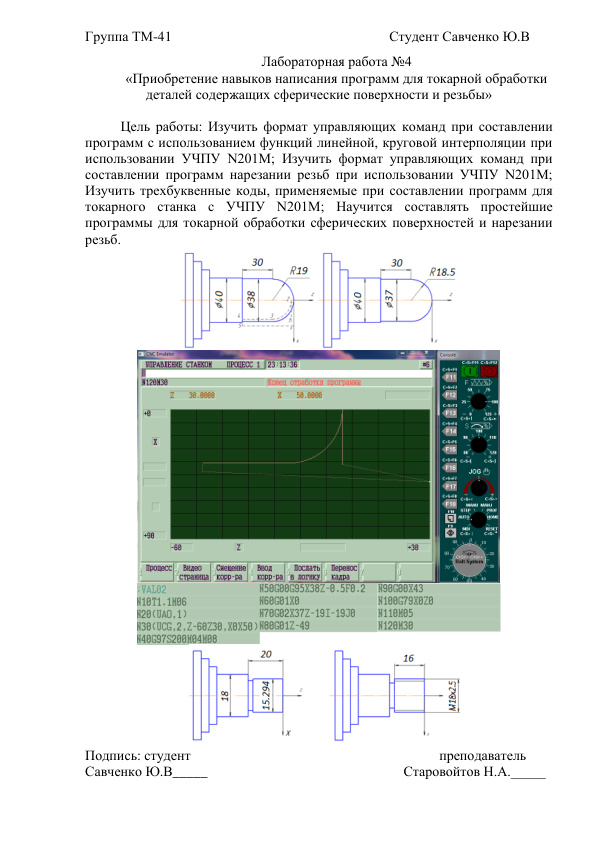 Группа ТМ-41 Студент Савченко Ю.В
Лабораторная работа №4
«Приобретение навыков написания программ для токарной обработки
деталей содержащих сферические поверхности и резьбы»
Цель работы: Изучить формат управляющих команд при составлении
программ с использованием функций линейной, круговой интерполяции при
использовании УЧПУ N201M; Изучить формат управляющих команд при
составлении программ нарезании резьб при использовании УЧПУ N201M;
Изучить трехбуквенные коды, применяемые при составлении программ для
токарного станка с УЧПУ N201M; Научится составлять простейшие
программы для токарной обработки сферических поверхностей и нарезании
резьб.
30 R19 ⌀40 ⌀38 z x
30 R18.5 ⌀40 ⌀37 z x
CNC Emulator
УПРАВЛЕНИЕ СТАНКОМ ПРОЦЕСС 1 23:13:36 №6
N120M30 Конец отработки программы
Z 30.0000 X 50.0000
+0
X
+90
-60 Z +30
Процесс Видео страница Смещение корр-ра Ввод корр-ра Послать в логику Перенос кадра
Console
F11
F12
F13
F14
F15
F16
F17
F18
JOG
;VAL02
N10T1.1M06
N20(UAO,1)
N30(UCG,2,Z-60Z30,X0X50)
N40G97S200M04M08
N50G00G95X38Z-0.5F0.2
N60G01X0
N70G02X37Z-19I-19J0
N80G01Z-49
N90G00X43
N100G79X0Z0
N110M05
N120M30
20 18 15.294 z X
16 M18x2.5 z x
Подпись: студент преподаватель
Савченко Ю.В_____ Старовойтов Н.А._____